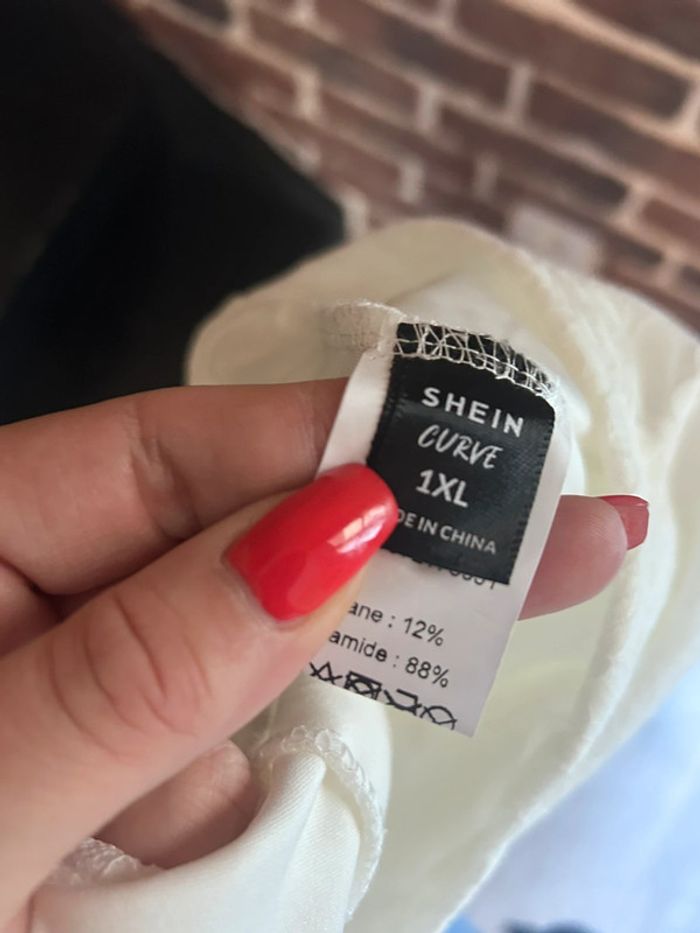 SHEIN
CURVE
1XL
DE IN CHINA
ane : 12%
amide : 88%